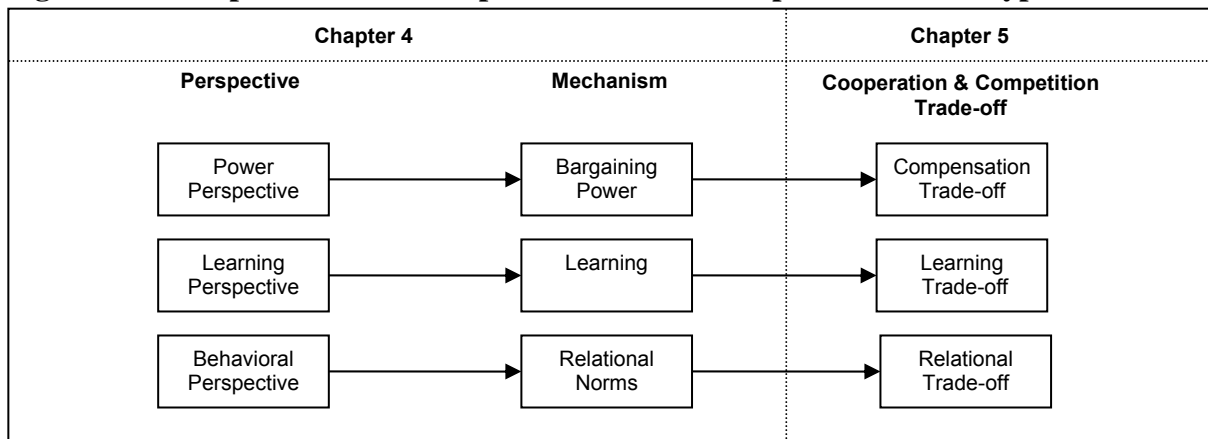 Chapter 4
Chapter 5
Perspective
Mechanism
Cooperation & Competition
Trade-off
Power
Perspective
Bargaining
Power
Compensation
Trade-off
Learning
Perspective
Learning
Learning
Trade-off
Behavioral
Perspective
Relational
Norms
Relational
Trade-off